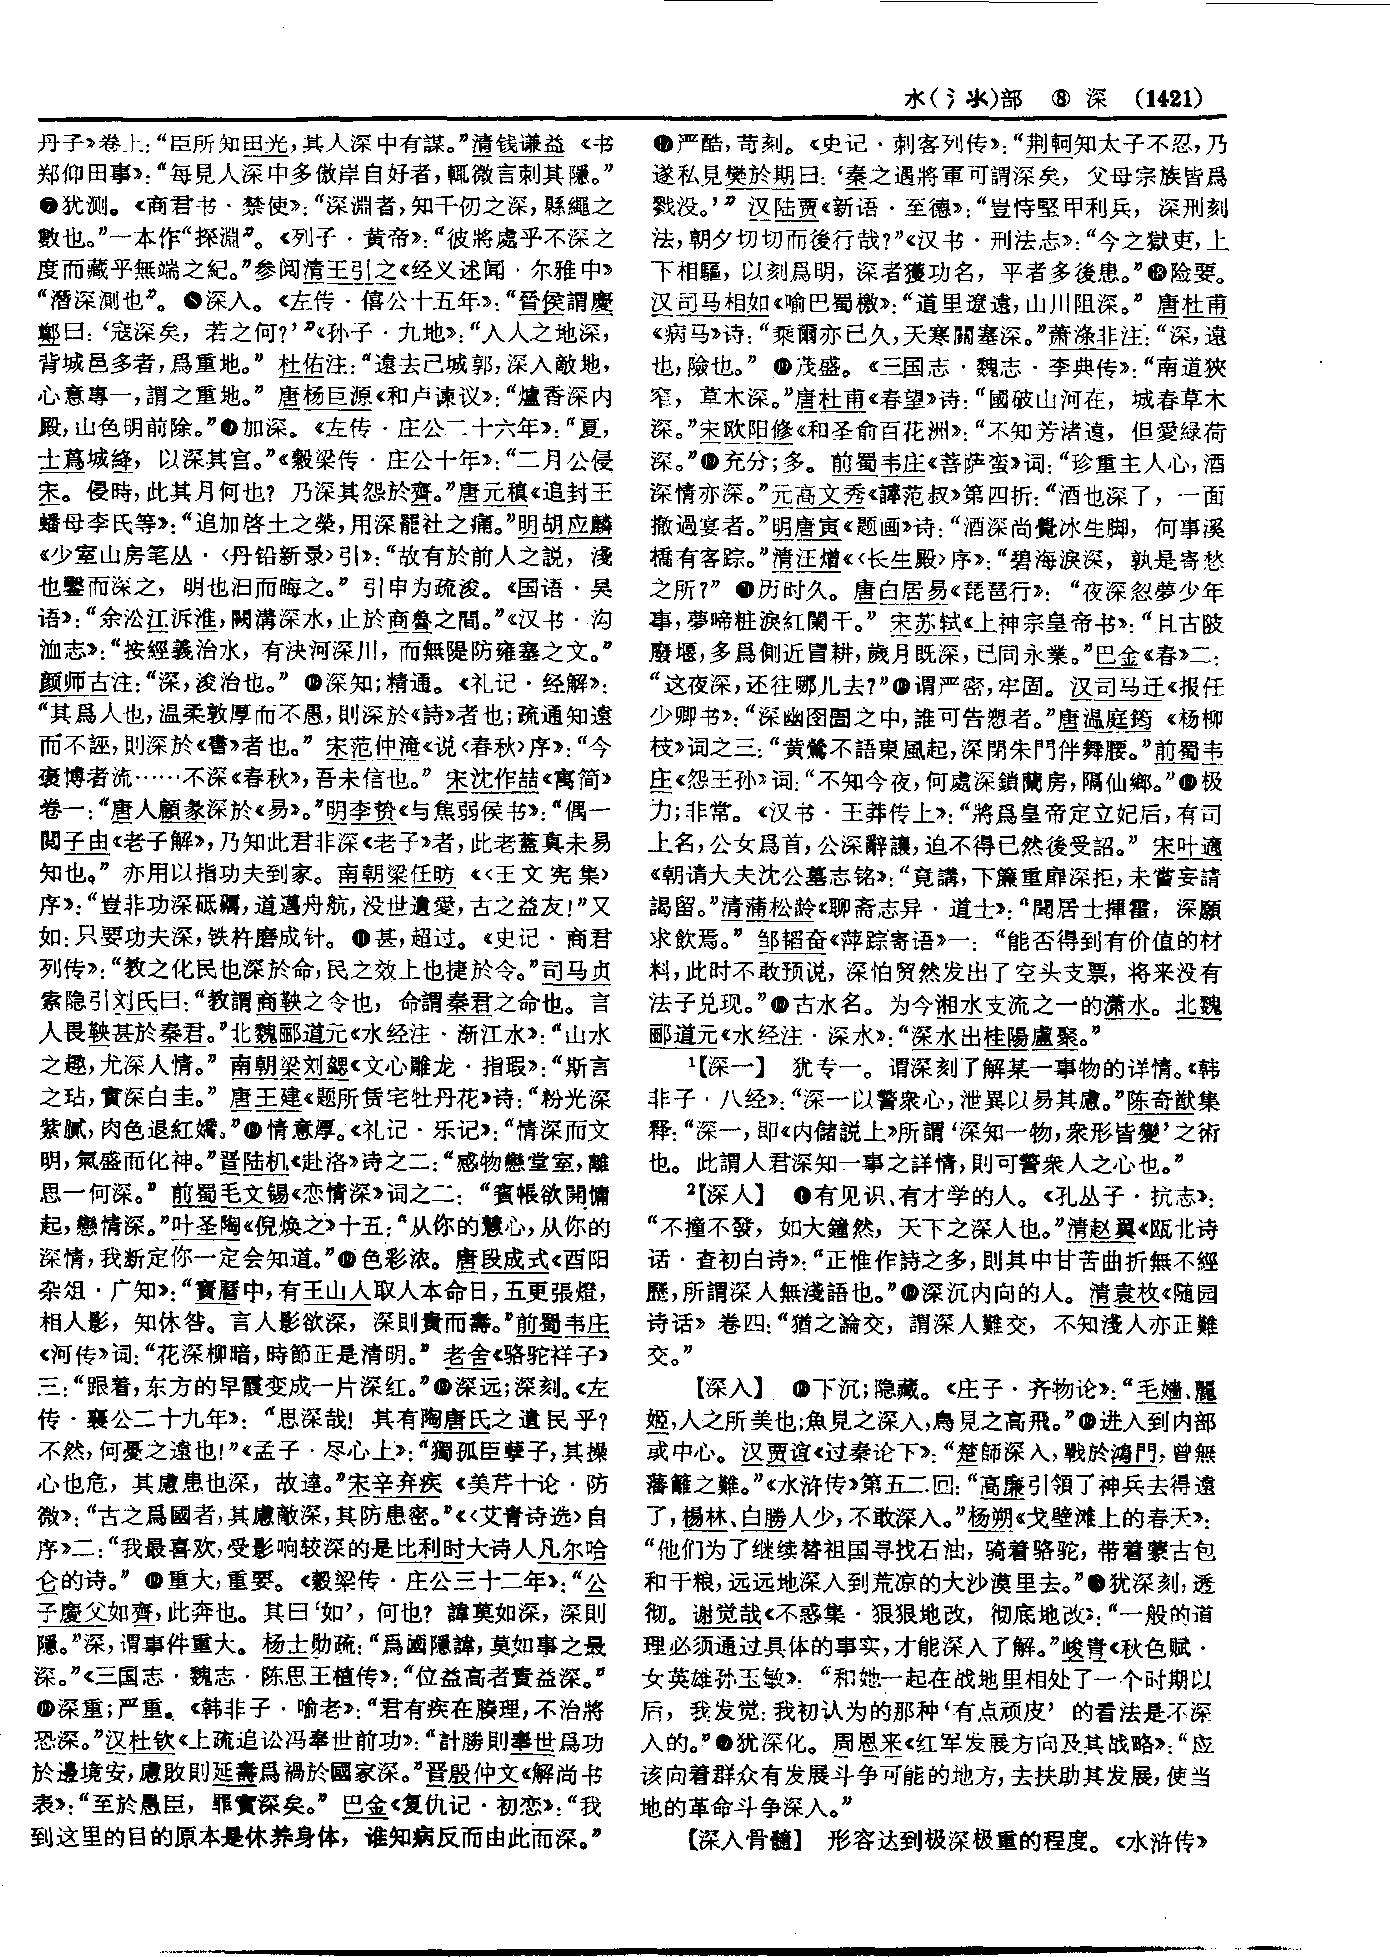 水(氵氺)部 ⑧ 深 (1421)
丹子》卷上：“臣所知田光，其人深中有謀。”清钱谦益《书
郑仰田事》：“每見人深中多傲岸自好者，輒微言刺其隱。”
❼犹测。《商君书·禁使》：“深淵者，知千仞之深，縣繩之
數也。”一本作“探淵”。《列子·黄帝》：“彼將處乎不深之
度而藏乎無端之紀。”参阅清王引之《经义述闻·尔雅中》
“潛深測也”。❽深入。《左传·僖公十五年》：“晉侯謂慶
鄭曰：‘寇深矣，若之何？’”《孙子·九地》：“入人之地深，
背城邑多者，爲重地。”杜佑注：“遠去己城郭，深入敵地，
心意專一，謂之重地。”唐杨巨源《和卢谏议》：“爐香深内
殿，山色明前除。”❾加深。《左传·庄公二十六年》：“夏，
士蔿城絳，以深其宫。”《穀梁传·庄公十年》：“二月公侵
宋。侵時，此其月何也？乃深其怨於齊。”唐元稹《追封王
蟠母李氏等》：“追加啓土之榮，用深罷社之痛。”明胡应麟
《少室山房笔丛·〈丹铅新录〉引》：“故有於前人之説，淺
也鑿而深之，明也汩而晦之。”引申为疏浚。《国语·吴
语》：“余沿江泝淮，闕溝深水，止於商魯之間。”《汉书·沟
洫志》：“按經義治水，有決河深川，而無隄防雍塞之文。”
颜师古注：“深，浚治也。”❿深知；精通。《礼记·经解》：
“其爲人也，温柔敦厚而不愚，則深於《詩》者也；疏通知遠
而不誣，則深於《書》者也。”宋范仲淹《说〈春秋〉序》：“今
褒博者流……不深《春秋》，吾未信也。”宋沈作喆《寓简》
卷一：“唐人顧彖深於《易》。”明李贽《与焦弱侯书》：“偶一
閲子由《老子解》，乃知此君非深《老子》者，此老蓋真未易
知也。”亦用以指功夫到家。南朝梁任昉《〈王文宪集〉
序》：“豈非功深砥礪，道邁舟航，没世遺愛，古之益友！”又
如：只要功夫深，铁杵磨成针。⓫甚，超过。《史记·商君
列传》：“教之化民也深於命，民之效上也捷於令。”司马贞
索隐引刘氏曰：“教謂商鞅之令也，命謂秦君之命也。言
人畏鞅甚於秦君。”北魏郦道元《水经注·渐江水》：“山水
之趣，尤深人情。”南朝梁刘勰《文心雕龙·指瑕》：“斯言
之玷，實深白圭。”唐王建《题所赁宅牡丹花》诗：“粉光深
紫膩，肉色退紅嬌。”⓬情意厚。《礼记·乐记》：“情深而文
明，氣盛而化神。”晋陆机《赴洛》诗之二：“感物戀堂室，離
思一何深。”前蜀毛文锡《恋情深》词之二：“賓帳欲開慵
起，戀情深。”叶圣陶《倪焕之》十五：“从你的慧心，从你的
深情，我断定你一定会知道。”⓭色彩浓。唐段成式《酉阳
杂俎·广知》：“寶曆中，有王山人取人本命日，五更張燈，
相人影，知休咎。言人影欲深，深則貴而壽。”前蜀韦庄
《河传》词：“花深柳暗，時節正是清明。”老舍《骆驼祥子》
三：“跟着，东方的早霞变成一片深红。”⓮深远；深刻。《左
传·襄公二十九年》：“思深哉！其有陶唐氏之遺民乎？
不然，何憂之遠也！”《孟子·尽心上》：“獨孤臣孽子，其操
心也危，其慮患也深，故達。”宋辛弃疾《美芹十论·防
微》：“古之爲國者，其慮敵深，其防患密。”《〈艾青诗选〉自
序》二：“我最喜欢，受影响较深的是比利时大诗人凡尔哈
仑的诗。”⓯重大；重要。《穀梁传·庄公三十二年》：“公
子慶父如齊，此奔也。其曰‘如’，何也？諱莫如深，深則
隱。”深，谓事件重大。杨士勋疏：“爲國隱諱，莫如事之最
深。”《三国志·魏志·陈思王植传》：“位益高者責益深。”
⓰深重；严重。《韩非子·喻老》：“君有疾在腠理，不治將
恐深。”汉杜钦《上疏追讼冯奉世前功》：“計勝則奉世爲功
於邊境安，慮敗則延壽爲禍於國家深。”晋殷仲文《解尚书
表》：“至於愚臣，罪實深矣。”巴金《复仇记·初恋》：“我
到这里的目的原本是休养身体，谁知病反而由此而深。”
⓱严酷，苛刻。《史记·刺客列传》：“荆軻知太子不忍，乃
遂私見樊於期曰：‘秦之遇將軍可謂深矣，父母宗族皆爲
戮没。’”汉陆贾《新语·至德》：“豈恃堅甲利兵，深刑刻
法，朝夕切切而後行哉？”《汉书·刑法志》：“今之獄吏，上
下相驅，以刻爲明，深者獲功名，平者多後患。”⓲险要。
汉司马相如《喻巴蜀檄》：“道里遼遠，山川阻深。”唐杜甫
《病马》诗：“乘爾亦已久，天寒關塞深。”萧涤非注：“深，遠
也，險也。”⓳茂盛。《三国志·魏志·李典传》：“南道狹
窄，草木深。”唐杜甫《春望》诗：“國破山河在，城春草木
深。”宋欧阳修《和圣俞百花洲》：“不知芳渚遠，但愛緑荷
深。”⓴充分；多。前蜀韦庄《菩萨蛮》词：“珍重主人心，酒
深情亦深。”元高文秀《谇范叔》第四折：“酒也深了，一面
撤過宴者。”明唐寅《题画》诗：“酒深尚覺冰生脚，何事溪
橋有客踪。”清汪熷《〈长生殿〉序》：“碧海淚深，孰是寄愁
之所？”㉑历时久。唐白居易《琵琶行》：“夜深忽夢少年
事，夢啼粧淚紅闌干。”宋苏轼《上神宗皇帝书》：“且古陂
廢堰，多爲側近冒耕，歲月既深，已同永業。”巴金《春》二：
“这夜深，还往哪儿去？”㉒谓严密，牢固。汉司马迁《报任
少卿书》：“深幽囹圄之中，誰可告愬者。”唐温庭筠《杨柳
枝》词之三：“黄鶯不語東風起，深閉朱門伴舞腰。”前蜀韦
庄《怨王孙》词：“不知今夜，何處深鎖蘭房，隔仙鄉。”㉓极
力；非常。《汉书·王莽传上》：“將爲皇帝定立妃后，有司
上名，公女爲首，公深辭讓，迫不得已然後受詔。”宋叶適
《朝请大夫沈公墓志铭》：“竟講，下簾重扉深拒，未嘗妄請
謁留。”清蒲松龄《聊斋志异·道士》：“聞居士揮霍，深願
求飲焉。”邹韬奋《萍踪寄语》一：“能否得到有价值的材
料，此时不敢预说，深怕贸然发出了空头支票，将来没有
法子兑现。”㉔古水名。为今湘水支流之一的潇水。北魏
郦道元《水经注·深水》：“深水出桂陽盧聚。”
¹【深一】 犹专一。谓深刻了解某一事物的详情。《韩
非子·八经》：“深一以警衆心，泄異以易其慮。”陈奇猷集
释：“深一，即《内儲説上》所謂‘深知一物，衆形皆變’之術
也。此謂人君深知一事之詳情，則可警衆人之心也。”
²【深人】 ❶有见识、有才学的人。《孔丛子·抗志》：
“不撞不發，如大鐘然，天下之深人也。”清赵翼《瓯北诗
话·查初白诗》：“正惟作詩之多，則其中甘苦曲折無不經
歷，所謂深人無淺語也。”❷深沉内向的人。清袁枚《随园
诗话》卷四：“猶之論交，謂深人難交，不知淺人亦正難
交。”
【深入】 ❶下沉；隐藏。《庄子·齐物论》：“毛嬙、麗
姬，人之所美也；魚見之深入，鳥見之高飛。”❷进入到内部
或中心。汉贾谊《过秦论下》：“楚師深入，戰於鴻門，曾無
藩籬之難。”《水浒传》第五二回：“高廉引領了神兵去得遠
了，楊林、白勝人少，不敢深入。”杨朔《戈壁滩上的春天》：
“他们为了继续替祖国寻找石油，骑着骆驼，带着蒙古包
和干粮，远远地深入到荒凉的大沙漠里去。”❸犹深刻；透
彻。谢觉哉《不惑集·狠狠地改，彻底地改》：“一般的道
理必须通过具体的事实，才能深入了解。”峻青《秋色赋·
女英雄孙玉敏》：“和她一起在战地里相处了一个时期以
后，我发觉：我初认为的那种‘有点顽皮’的看法是不深
入的。”❹犹深化。周恩来《红军发展方向及其战略》：“应
该向着群众有发展斗争可能的地方，去扶助其发展，使当
地的革命斗争深入。”
【深入骨髓】 形容达到极深极重的程度。《水浒传》